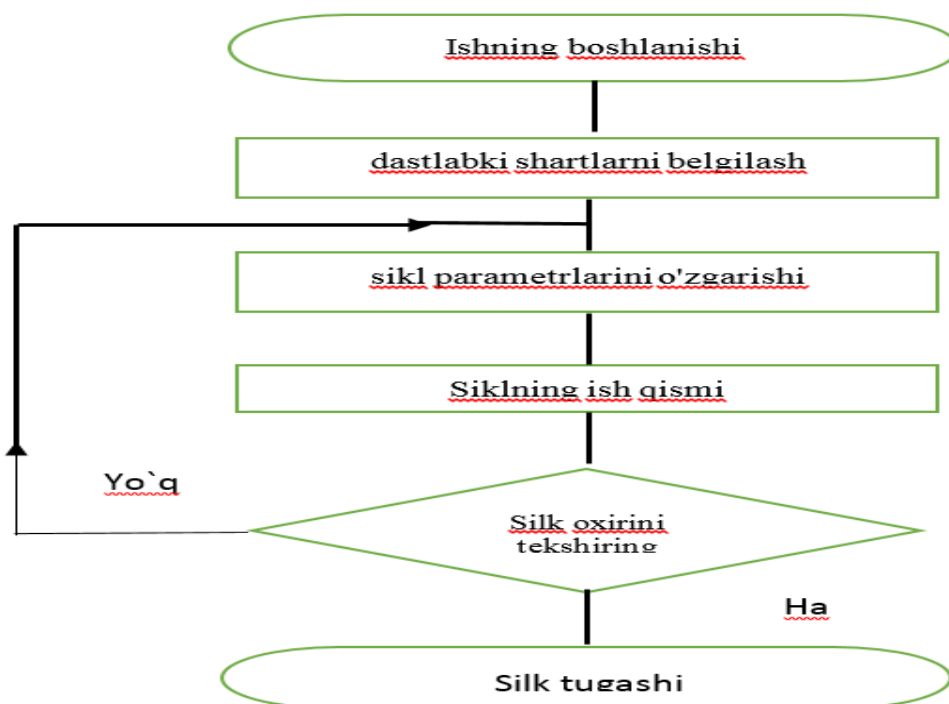 Ishning boshlanishi
dastlabki shartlarni belgilash
sikl parametrlarini o'zgarishi
Siklning ish qismi
Yo`q
Silk oxirini
tekshiring
Ha
Silk tugashi